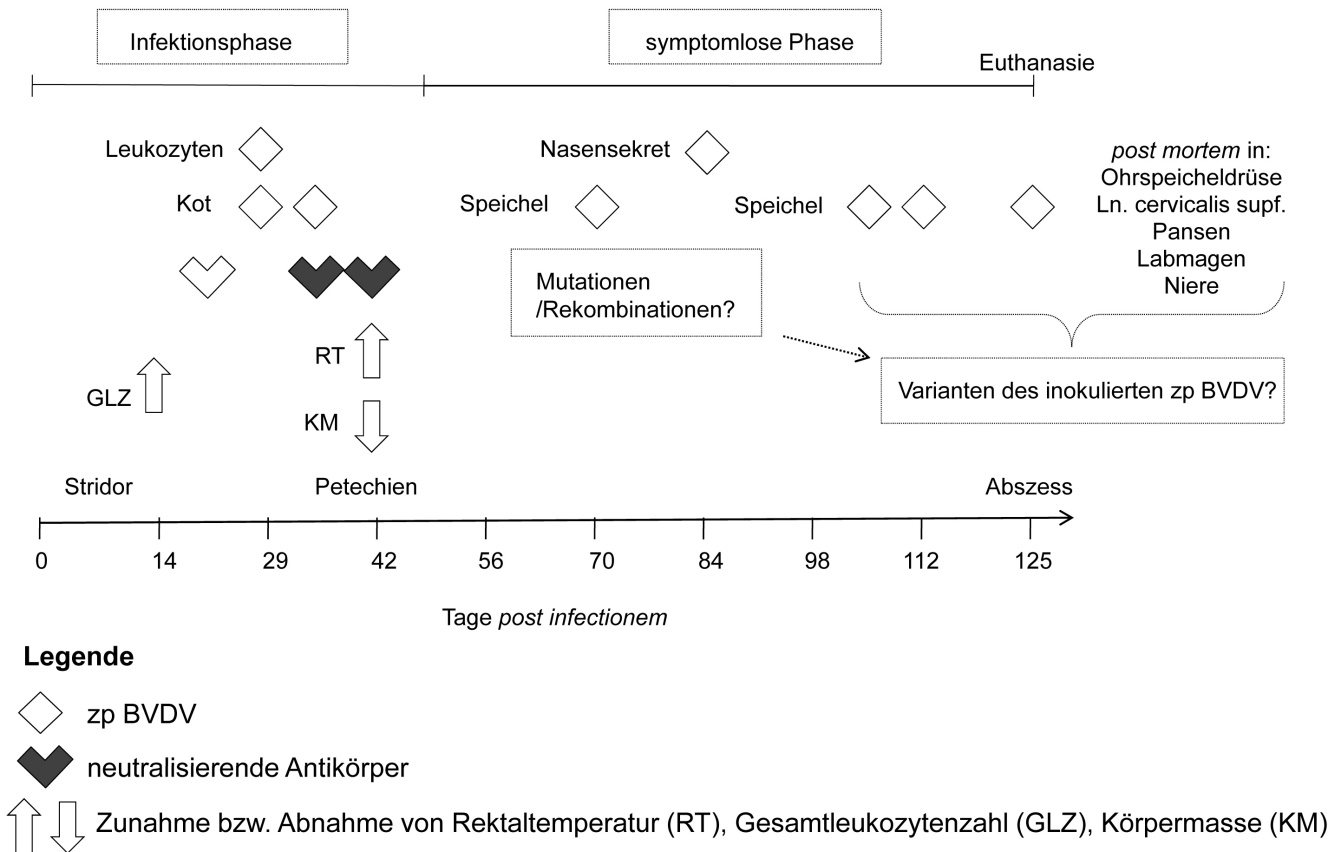 Infektionsphase
symptomlose Phase
Euthanasie
Leukozyten
Nasensekret
Kot
Speichel
Speichel
post mortem in:
Ohrspeicheldrüse
Ln. cervicalis supf.
Pansen
Labmagen
Niere
Mutationen
/Rekombinationen?
RT
GLZ
KM
Varianten des inokulierten zp BVDV?
Stridor
Petechien
Abszess
0 14 29 42 56 70 84 98 112 125
Tage post infectionem
Legende
zp BVDV
neutralisierende Antikörper
Zunahme bzw. Abnahme von Rektaltemperatur (RT), Gesamtleukozytenzahl (GLZ), Körpermasse (KM)